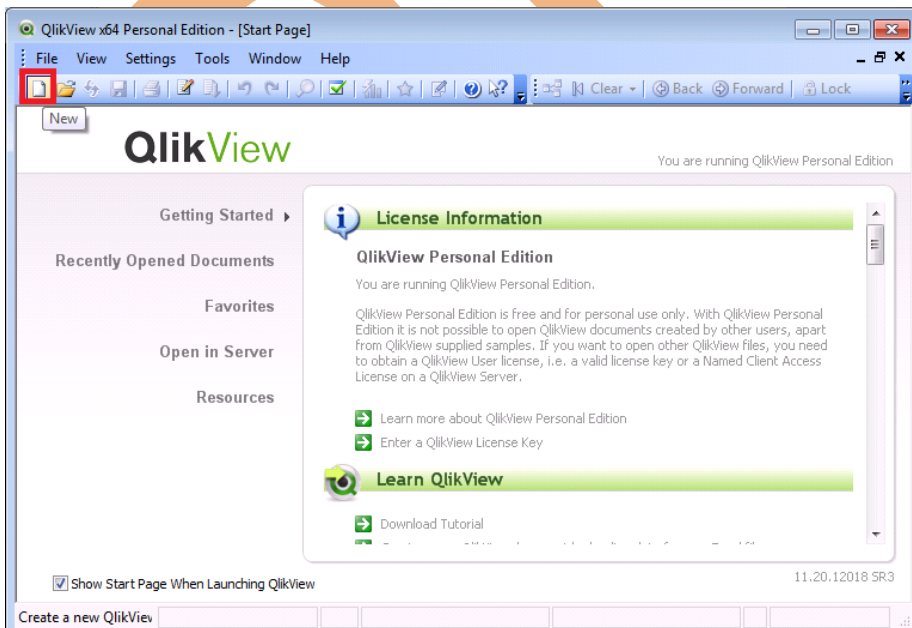 QlikView x64 Personal Edition - [Start Page]
File View Settings Tools Window Help
Clear Back Forward Lock
New
QlikView
You are running QlikView Personal Edition
Getting Started
Recently Opened Documents
Favorites
Open in Server
Resources
License Information
QlikView Personal Edition
You are running QlikView Personal Edition.
QlikView Personal Edition is free and for personal use only. With QlikView Personal
Edition it is not possible to open QlikView documents created by other users, apart
from QlikView supplied samples. If you want to open other QlikView files, you need
to obtain a QlikView User license, i.e. a valid license key or a Named Client Access
License on a QlikView Server.
Learn more about QlikView Personal Edition
Enter a QlikView License Key
Learn QlikView
Download Tutorial
Show Start Page When Launching QlikView
11.20.12018 SR3
Create a new QlikView